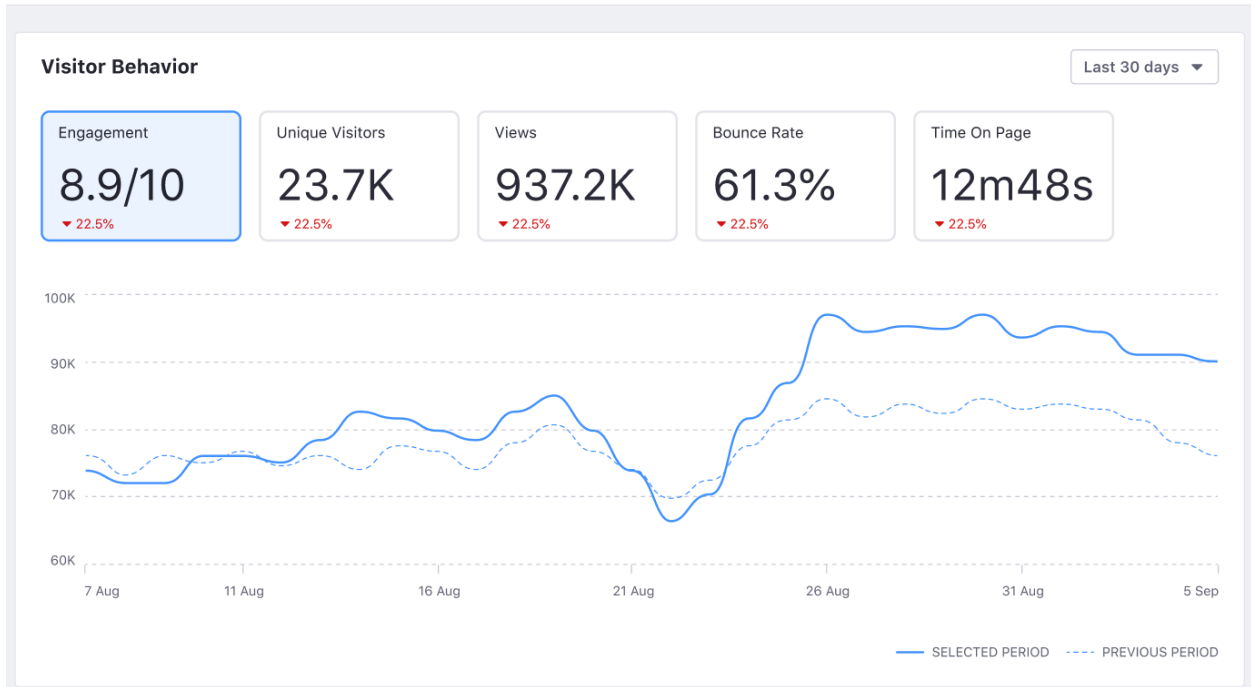 Visitor Behavior
Last 30 days
Engagement
8.9/10
22.5%
Unique Visitors
23.7K
22.5%
Views
937.2K
22.5%
Bounce Rate
61.3%
22.5%
Time On Page
12m48s
22.5%
100K
90K
80K
70K
60K
7 Aug 11 Aug 16 Aug 21 Aug 26 Aug 31 Aug 5 Sep
SELECTED PERIOD PREVIOUS PERIOD